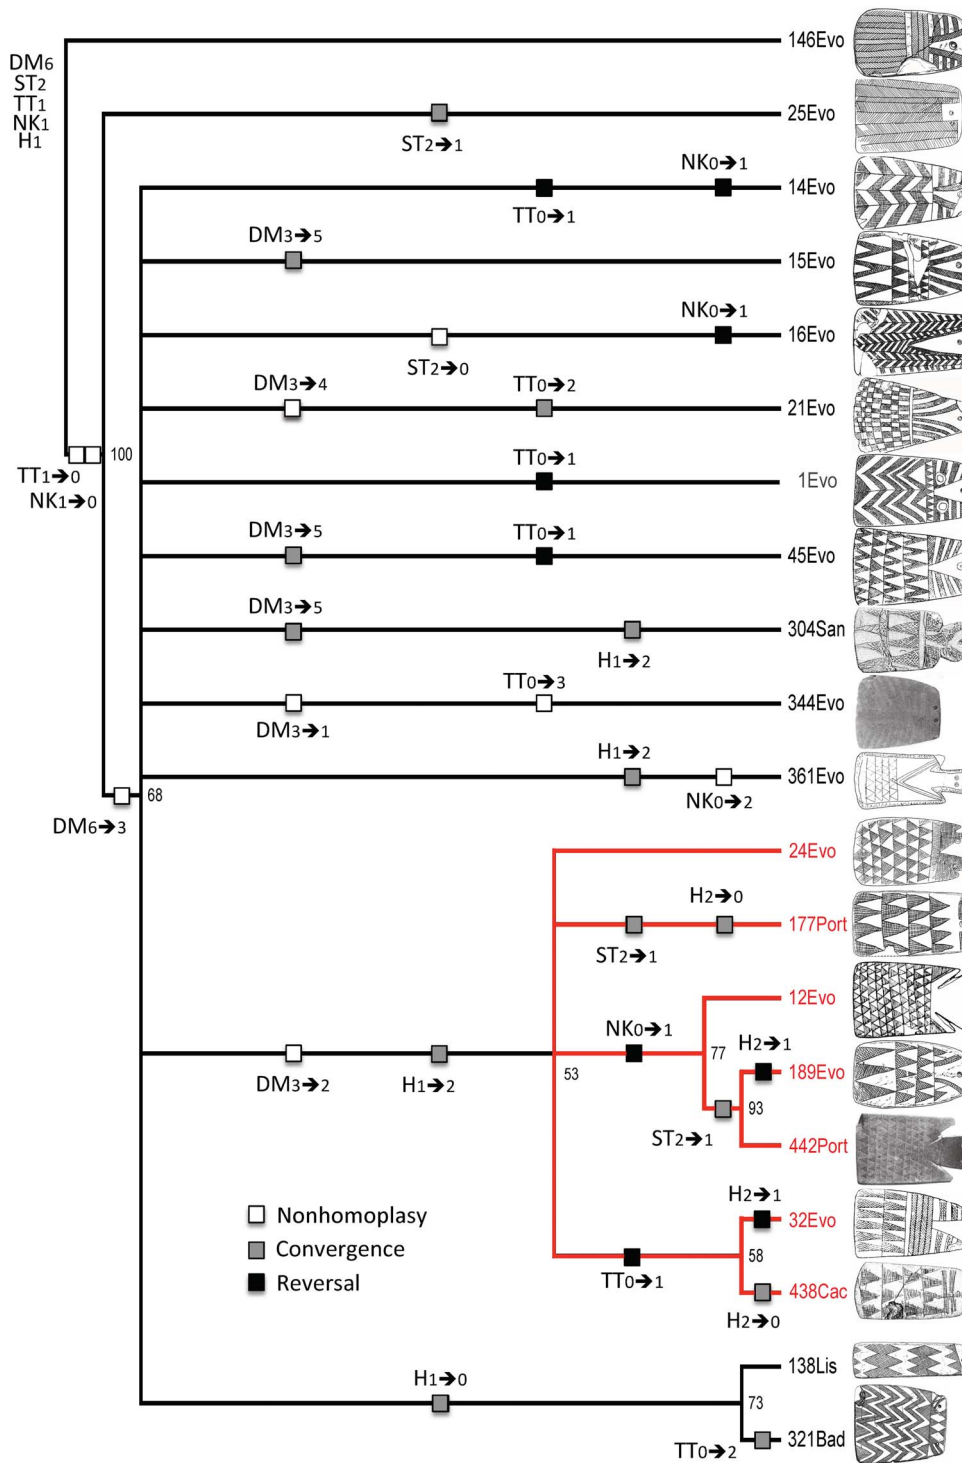 146Evo
DM6
ST2
TT1
NK1
H1
25Evo
ST2➔1
NK0➔1
14Evo
TT0➔1
DM3➔5
15Evo
NK0➔1
16Evo
ST2➔0
DM3➔4
TT0➔2
21Evo
100
TT1➔0
NK1➔0
TT0➔1
1Evo
DM3➔5
TT0➔1
45Evo
DM3➔5
304San
H1➔2
TT0➔3
344Evo
DM3➔1
H1➔2
361Evo
NK0➔2
68
DM6➔3
24Evo
H2➔0
177Port
ST2➔1
12Evo
NK0➔1
77
H2➔1
189Evo
53
DM3➔2
H1➔2
93
ST2➔1
442Port
H2➔1
32Evo
Nonhomoplasy
Convergence
58
Reversal
TT0➔1
438Cac
H2➔0
138Lis
H1➔0
73
321Bad
TT0➔2